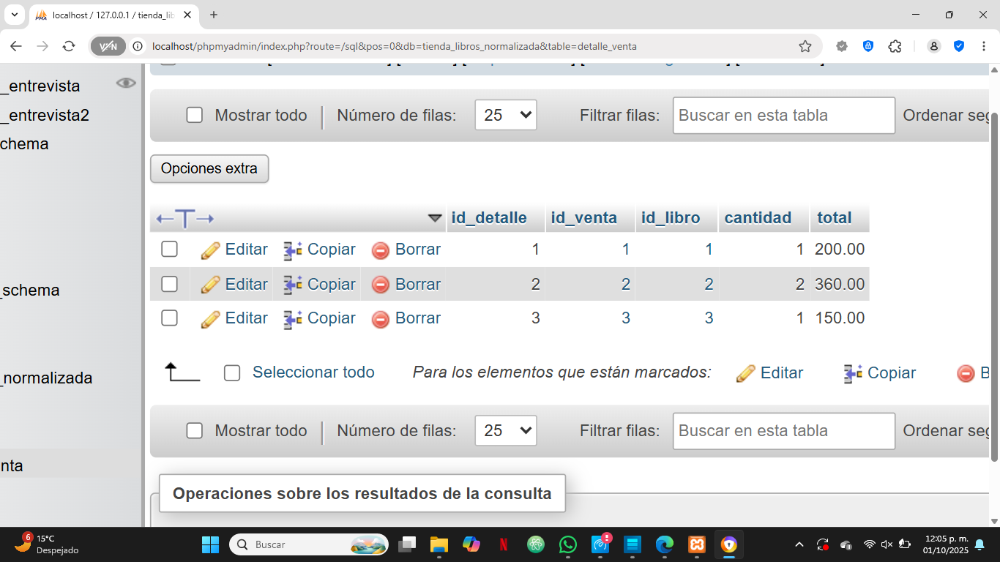 localhost / 127.0.0.1 / tienda_lib
localhost/phpmyadmin/index.php?route=/sql&pos=0&db=tienda_libros_normalizada&table=detalle_venta
_entrevista
_entrevista2
chema
_schema
_normalizada
nta
Mostrar todo Número de filas: 25 Filtrar filas: Buscar en esta tabla Ordenar seg
Opciones extra
←T→ id_detalle id_venta id_libro cantidad total
Editar Copiar Borrar 1 1 1 1 200.00
Editar Copiar Borrar 2 2 2 2 360.00
Editar Copiar Borrar 3 3 3 1 150.00
Seleccionar todo Para los elementos que están marcados: Editar Copiar B
Mostrar todo Número de filas: 25 Filtrar filas: Buscar en esta tabla Ordenar seg
Operaciones sobre los resultados de la consulta
6 15°C
Despejado
Buscar
12:05 p. m.
01/10/2025